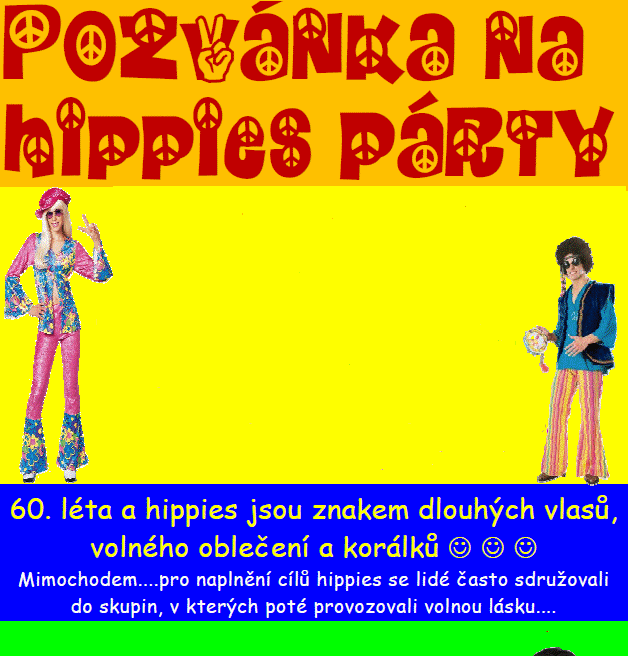 Pozvánka na
hippies párty
60. léta a hippies jsou znakem dlouhých vlasů,
volného oblečení a korálků ☺ ☺ ☺
Mimochodem....pro naplnění cílů hippies se lidé často sdružovali
do skupin, v kterých poté provozovali volnou lásku....